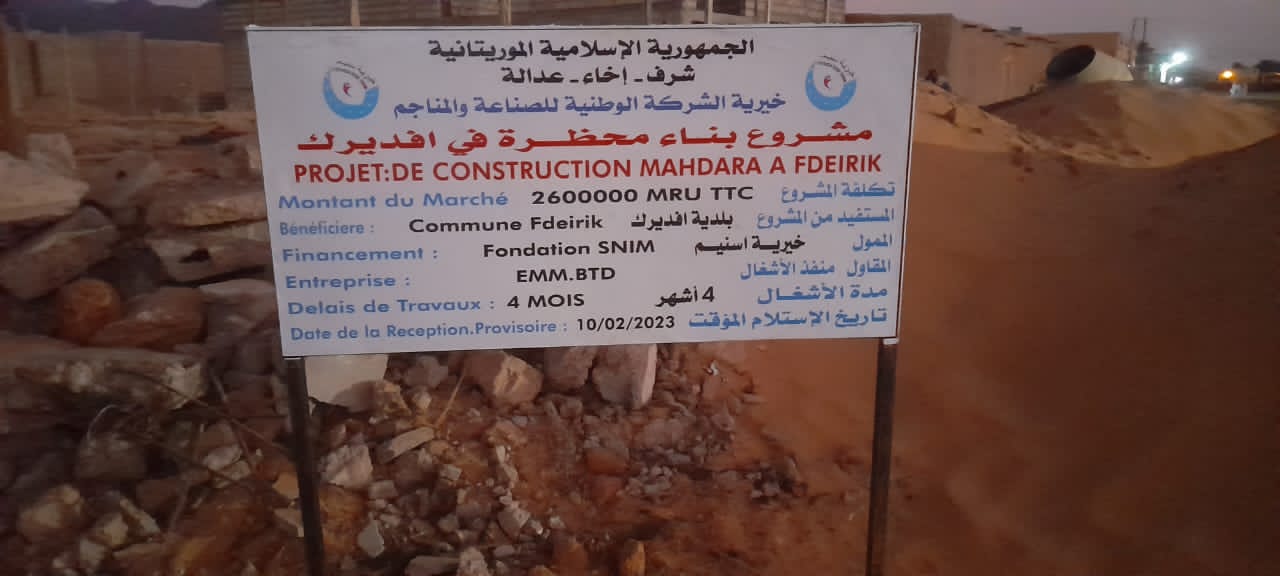 الجمهورية الإسلامية الموريتانية
شرف - إخاء - عدالة
خيرية الشركة الوطنية للصناعة والمناجم
مشروع بناء محظرة في افديرك
PROJET:DE CONSTRUCTION MAHDARA A FDEIRIK
Montant du Marché 2600000 MRU TTC تكلفة المشروع
Bénéficiere : Commune Fdeirik بلدية افديرك المستفيد من المشروع
Financement : Fondation SNIM خيرية اسنيم الممول
Entreprise : EMM.BTD المقاول منفذ الأشغال
Delais de Travaux : 4 MOIS 4 أشهر مدة الأشغال
Date de la Reception.Provisoire : 10/02/2023 تاريخ الإستلام المؤقت